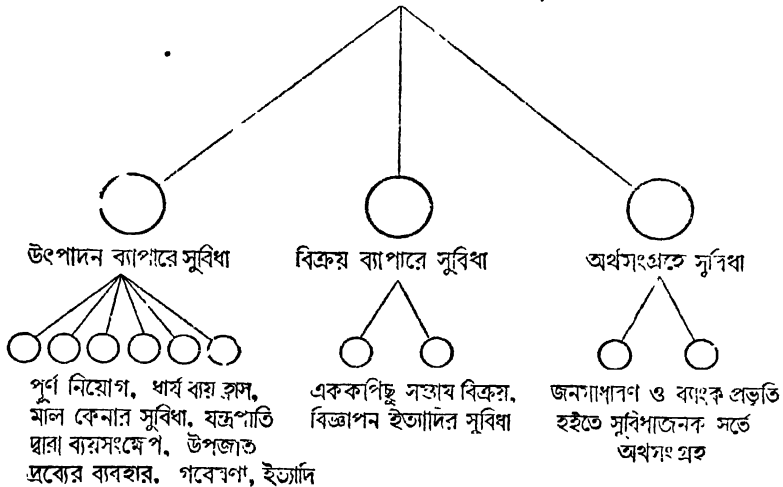 উৎপাদন ব্যাপারে সুবিধা
বিক্রয় ব্যাপারে সুবিধা
অর্থসংগ্রহে সুবিধা
পূর্ণ নিয়োগ, ধার্য ব্যয় হ্রাস,
মাল কেনার সুবিধা, যন্ত্রপাতি
দ্বারা ব্যয়সংক্ষেপ, উপজাত
দ্রব্যের ব্যবহার, গবেষণা, ইত্যাদি
এককপিছু সস্তায় বিক্রয়,
বিজ্ঞাপন ইত্যাদির সুবিধা
জনসাধারণ ও ব্যাংক প্রভৃতি
হইতে সুবিধাজনক সর্তে
অর্থসংগ্রহ